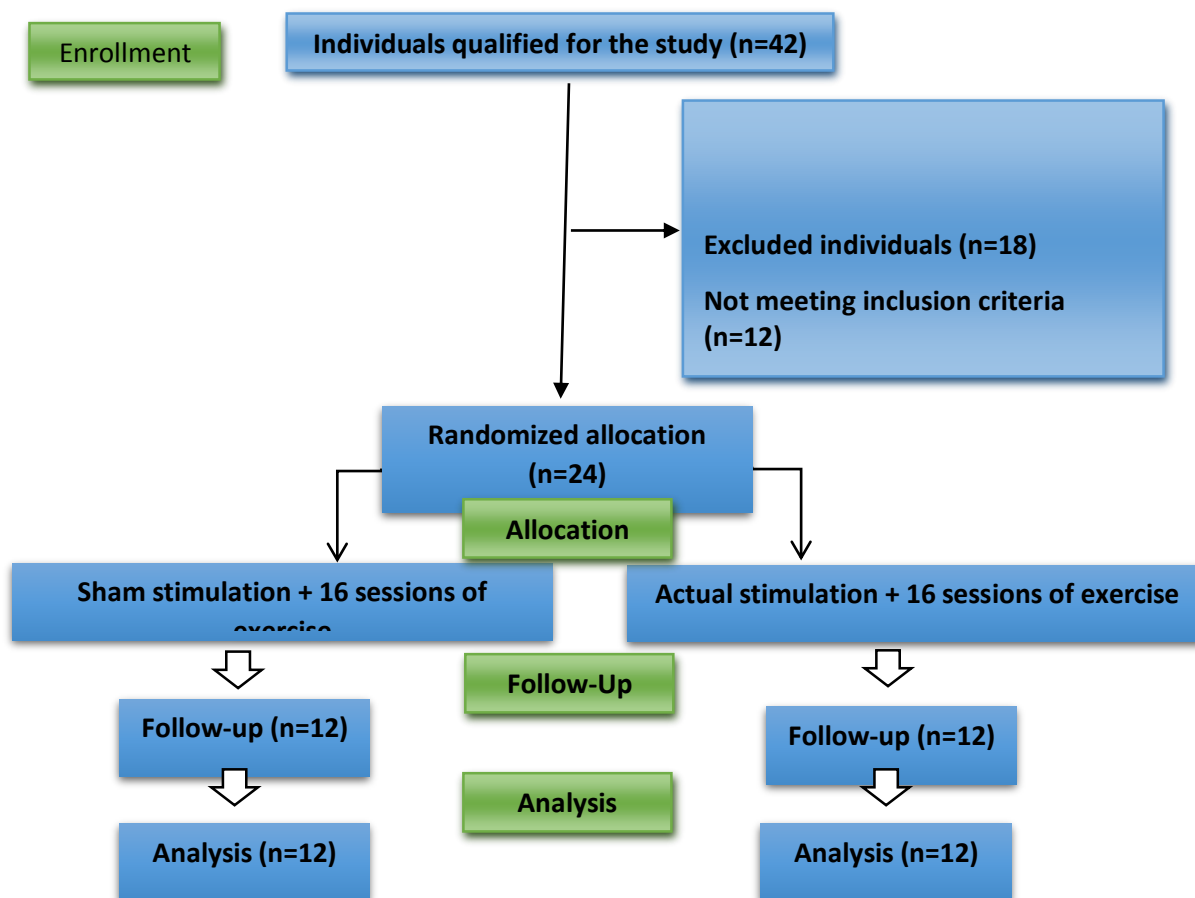 Enrollment
Individuals qualified for the study (n=42)
Excluded individuals (n=18)
Not meeting inclusion criteria
(n=12)
Randomized allocation
(n=24)
Allocation
Sham stimulation + 16 sessions of
exercise
Actual stimulation + 16 sessions of exercise
Follow-Up
Follow-up (n=12)
Follow-up (n=12)
Analysis
Analysis (n=12)
Analysis (n=12)